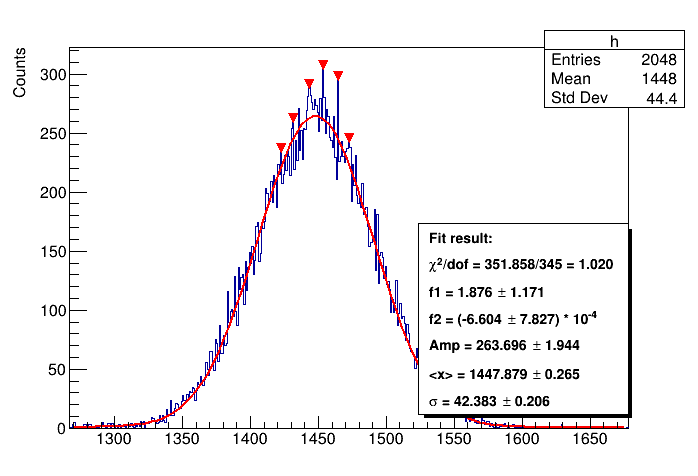 h
Entries 2048
Mean 1448
Std Dev 44.4
Counts
300
250
200
150
100
50
0
1300 1350 1400 1450 1500 1550 1600 1650
Fit result:
χ²/dof = 351.858/345 = 1.020
f1 = 1.876 ± 1.171
f2 = (-6.604 ± 7.827) * 10⁻⁴
Amp = 263.696 ± 1.944
<x> = 1447.879 ± 0.265
σ = 42.383 ± 0.206